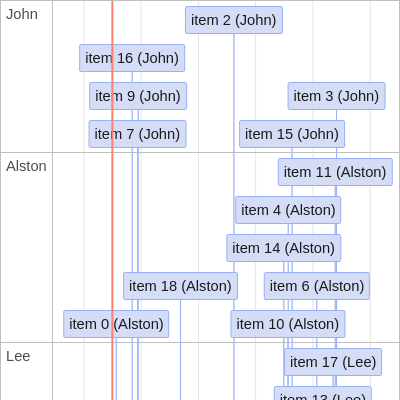 John
item 2 (John)
item 16 (John)
item 9 (John)
item 3 (John)
item 7 (John)
item 15 (John)
Alston
item 11 (Alston)
item 4 (Alston)
item 14 (Alston)
item 18 (Alston)
item 6 (Alston)
item 0 (Alston)
item 10 (Alston)
Lee
item 17 (Lee)
item 13 (Lee)